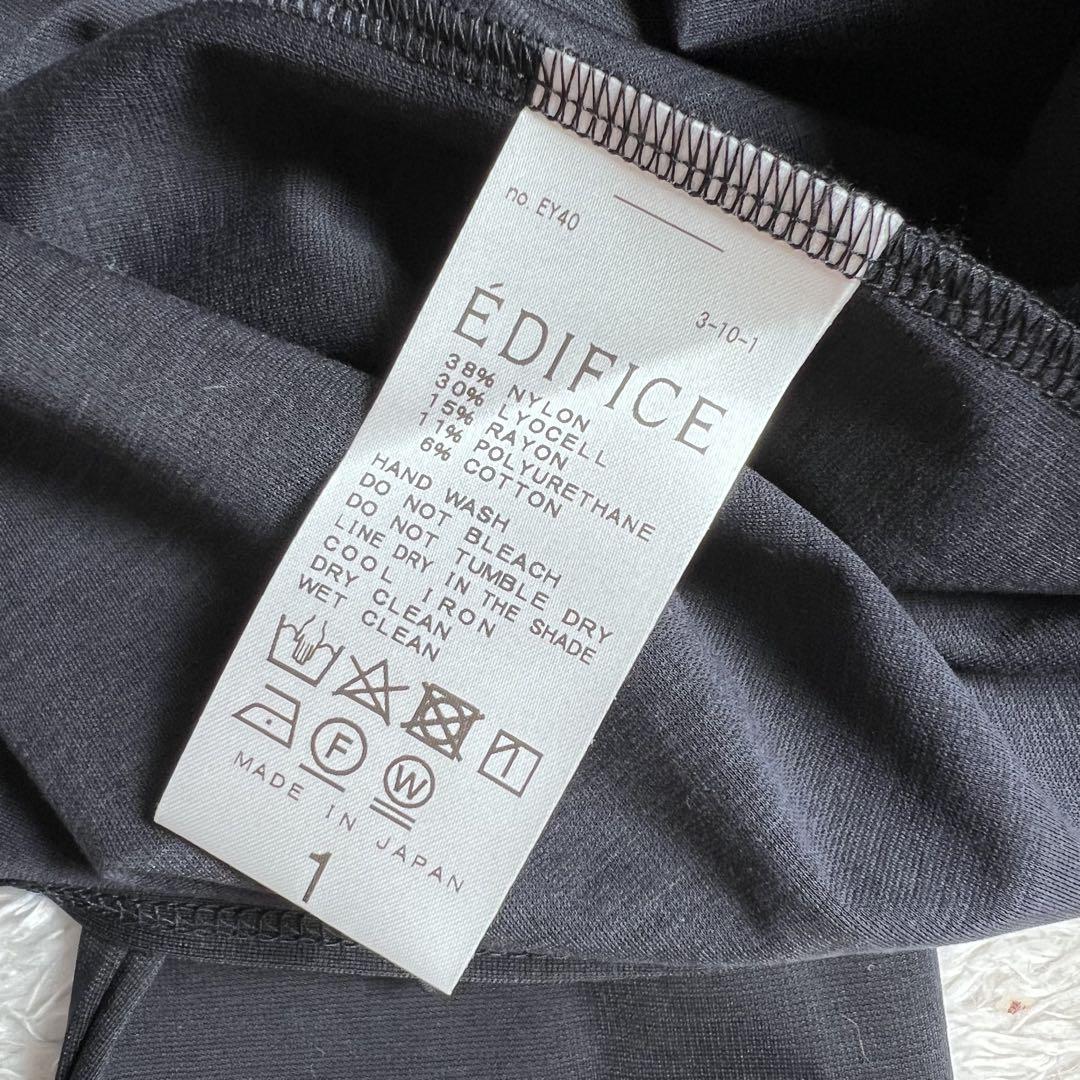 no. EY40
3-10-1
ÉDIFICE
38% NYLON
30% LYOCELL
15% RAYON
11% POLYURETHANE
6% COTTON
HAND WASH
DO NOT BLEACH
DO NOT TUMBLE DRY
LINE DRY IN THE SHADE
COOL IRON
DRY CLEAN
WET CLEAN
F
W
MADE IN JAPAN
1